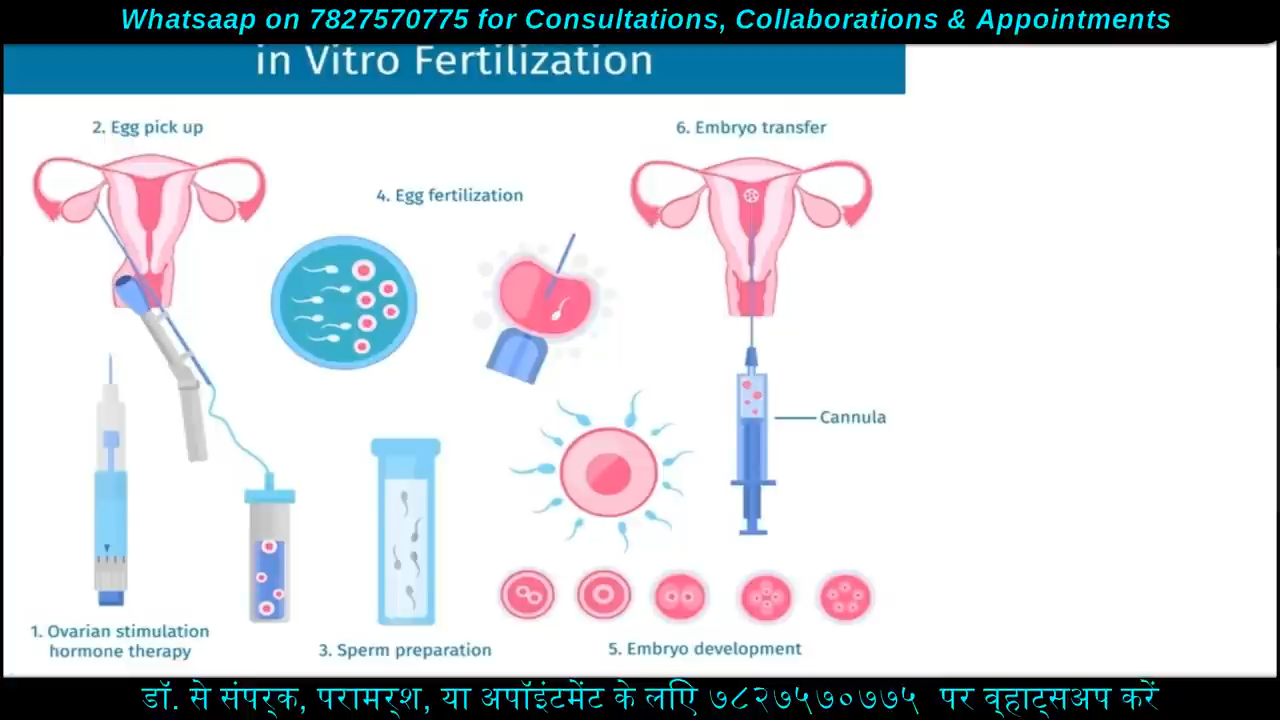 Whatsaap on 7827570775 for Consultations, Collaborations & Appointments
in Vitro Fertilization
2. Egg pick up
6. Embryo transfer
4. Egg fertilization
Cannula
1. Ovarian stimulation
hormone therapy
3. Sperm preparation
5. Embryo development
डॉ. से संपर्क, परामर्श, या अपॉइंटमेंट के लिए ७८२७५७०७७५ पर व्हाट्सअप करें